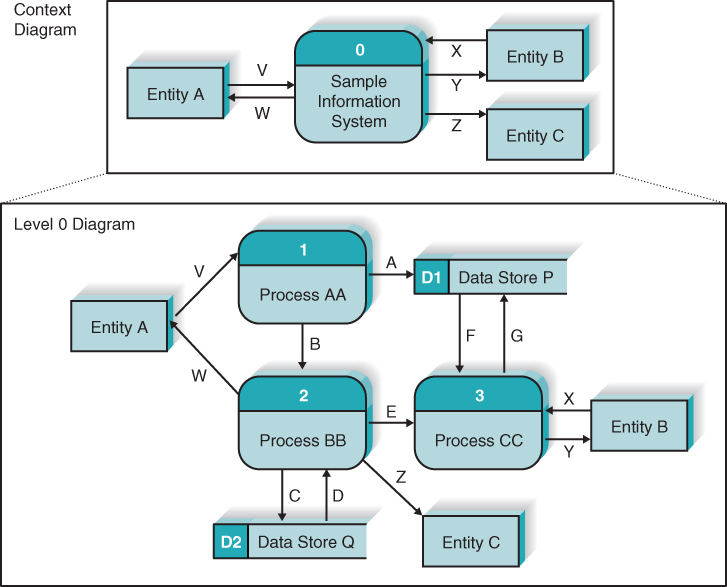 Context
Diagram
0
Sample
Information
System
Entity A
V
W
X
Y
Z
Entity B
Entity C
Level 0 Diagram
1
Process AA
A
D1 Data Store P
V
Entity A
W
B
F
G
2
Process BB
E
3
Process CC
X
Y
Entity B
C
D
Z
D2 Data Store Q
Entity C